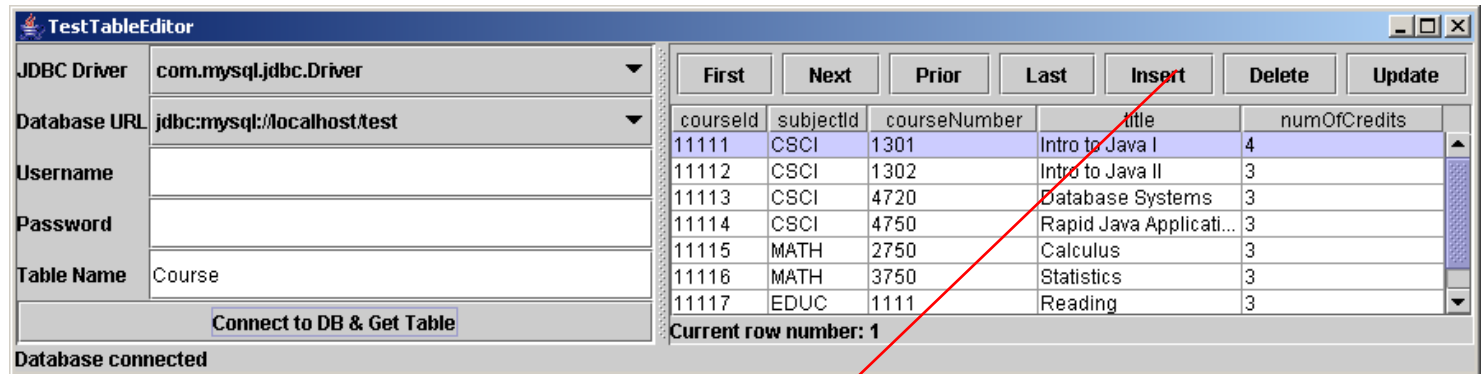 TestTableEditor
JDBC Driver com.mysql.jdbc.Driver
Database URL jdbc:mysql://localhost/test
Username
Password
Table Name Course
Connect to DB & Get Table
Database connected
First Next Prior Last Insert Delete Update
courseId subjectId courseNumber title numOfCredits
11111 CSCI 1301 Intro to Java I 4
11112 CSCI 1302 Intro to Java II 3
11113 CSCI 4720 Database Systems 3
11114 CSCI 4750 Rapid Java Applicati... 3
11115 MATH 2750 Calculus 3
11116 MATH 3750 Statistics 3
11117 EDUC 1111 Reading 3
Current row number: 1